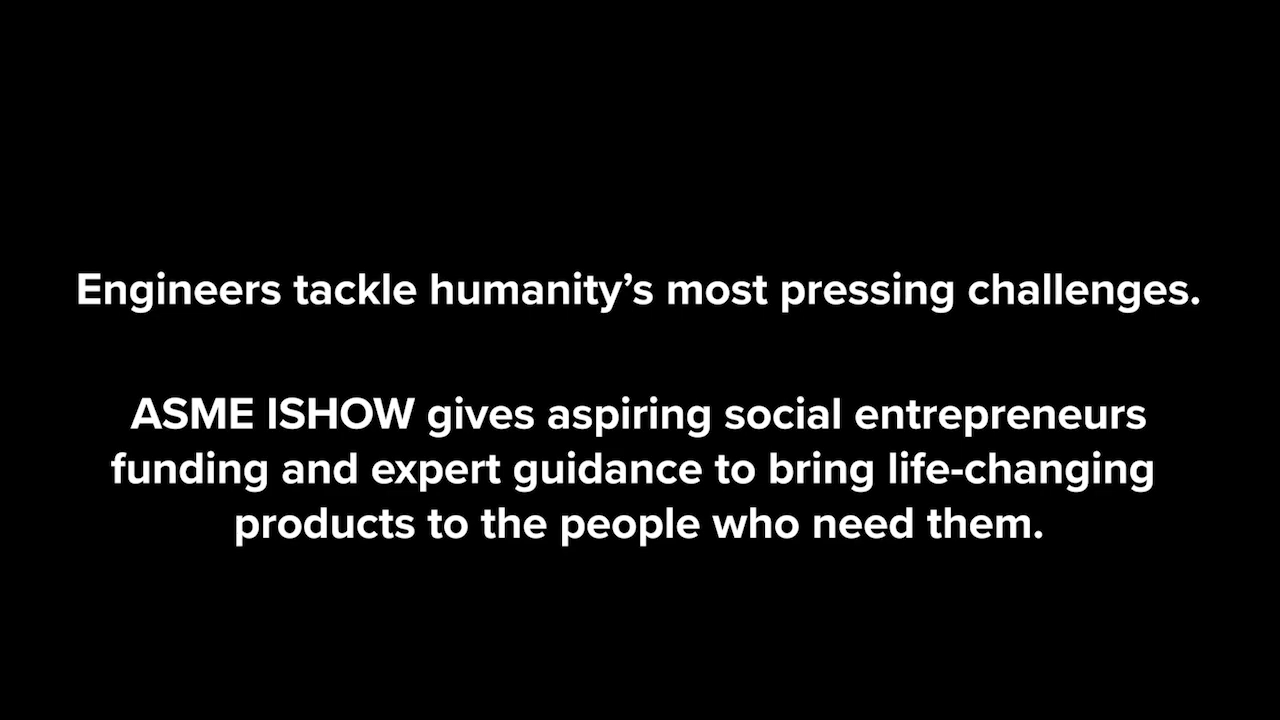 Engineers tackle humanity’s most pressing challenges.
ASME ISHOW gives aspiring social entrepreneurs
funding and expert guidance to bring life-changing
products to the people who need them.